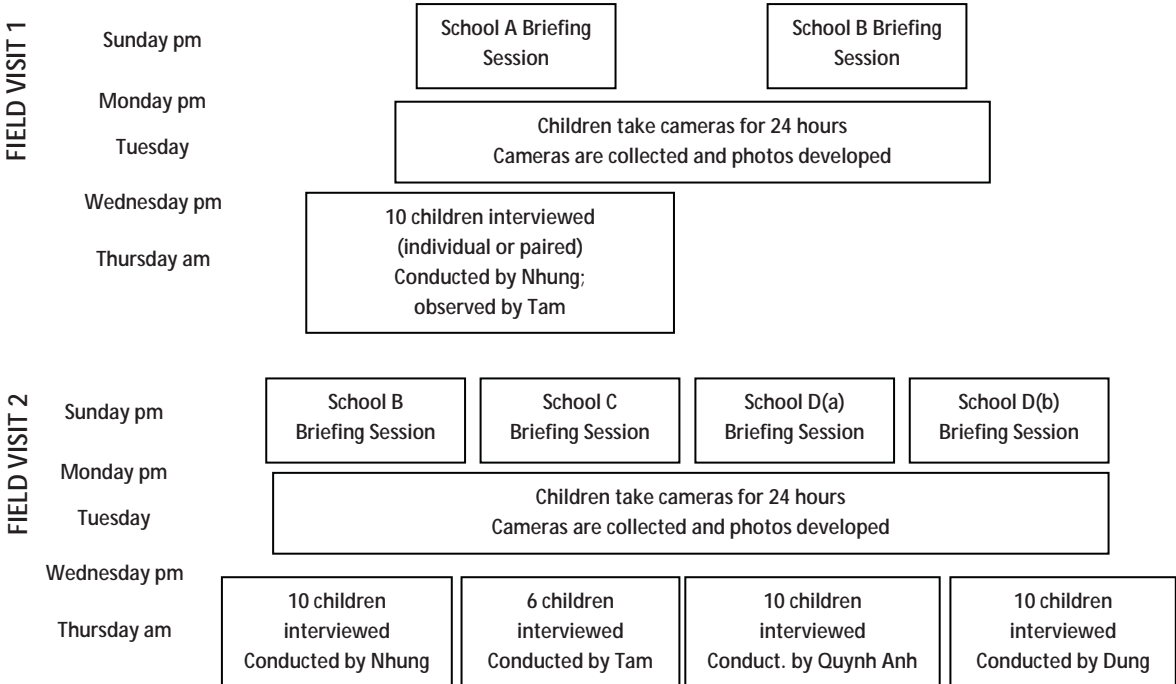 FIELD VISIT 1
Sunday pm
School A Briefing
Session
School B Briefing
Session
Monday pm
Tuesday
Children take cameras for 24 hours
Cameras are collected and photos developed
Wednesday pm
Thursday am
10 children interviewed
(individual or paired)
Conducted by Nhung;
observed by Tam
FIELD VISIT 2
Sunday pm
School B
Briefing Session
School C
Briefing Session
School D(a)
Briefing Session
School D(b)
Briefing Session
Monday pm
Tuesday
Children take cameras for 24 hours
Cameras are collected and photos developed
Wednesday pm
Thursday am
10 children
interviewed
Conducted by Nhung
6 children
interviewed
Conducted by Tam
10 children
interviewed
Conduct. by Quynh Anh
10 children
interviewed
Conducted by Dung